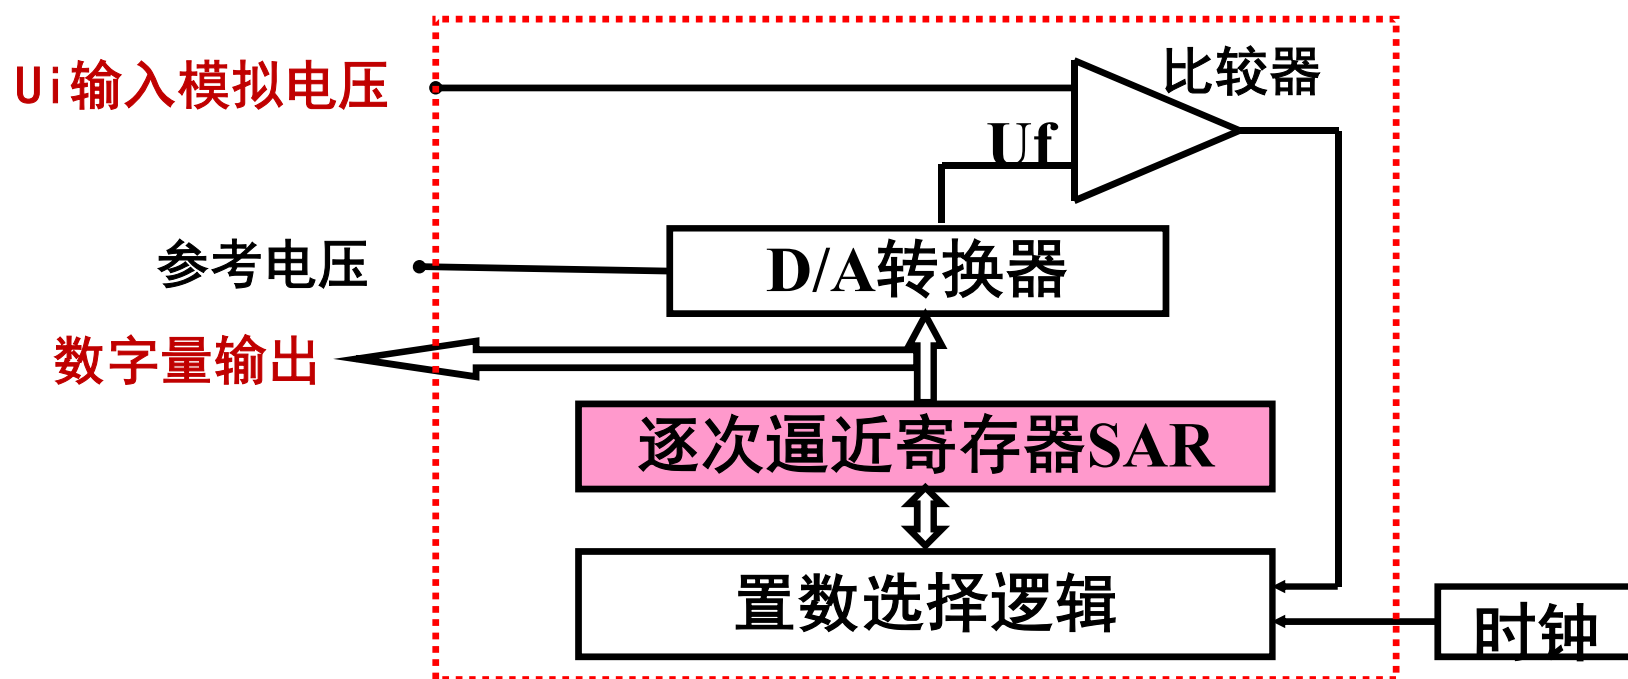 比较器
Ui输入模拟电压
Uf
参考电压
D/A转换器
数字量输出
逐次逼近寄存器SAR
置数选择逻辑
时钟